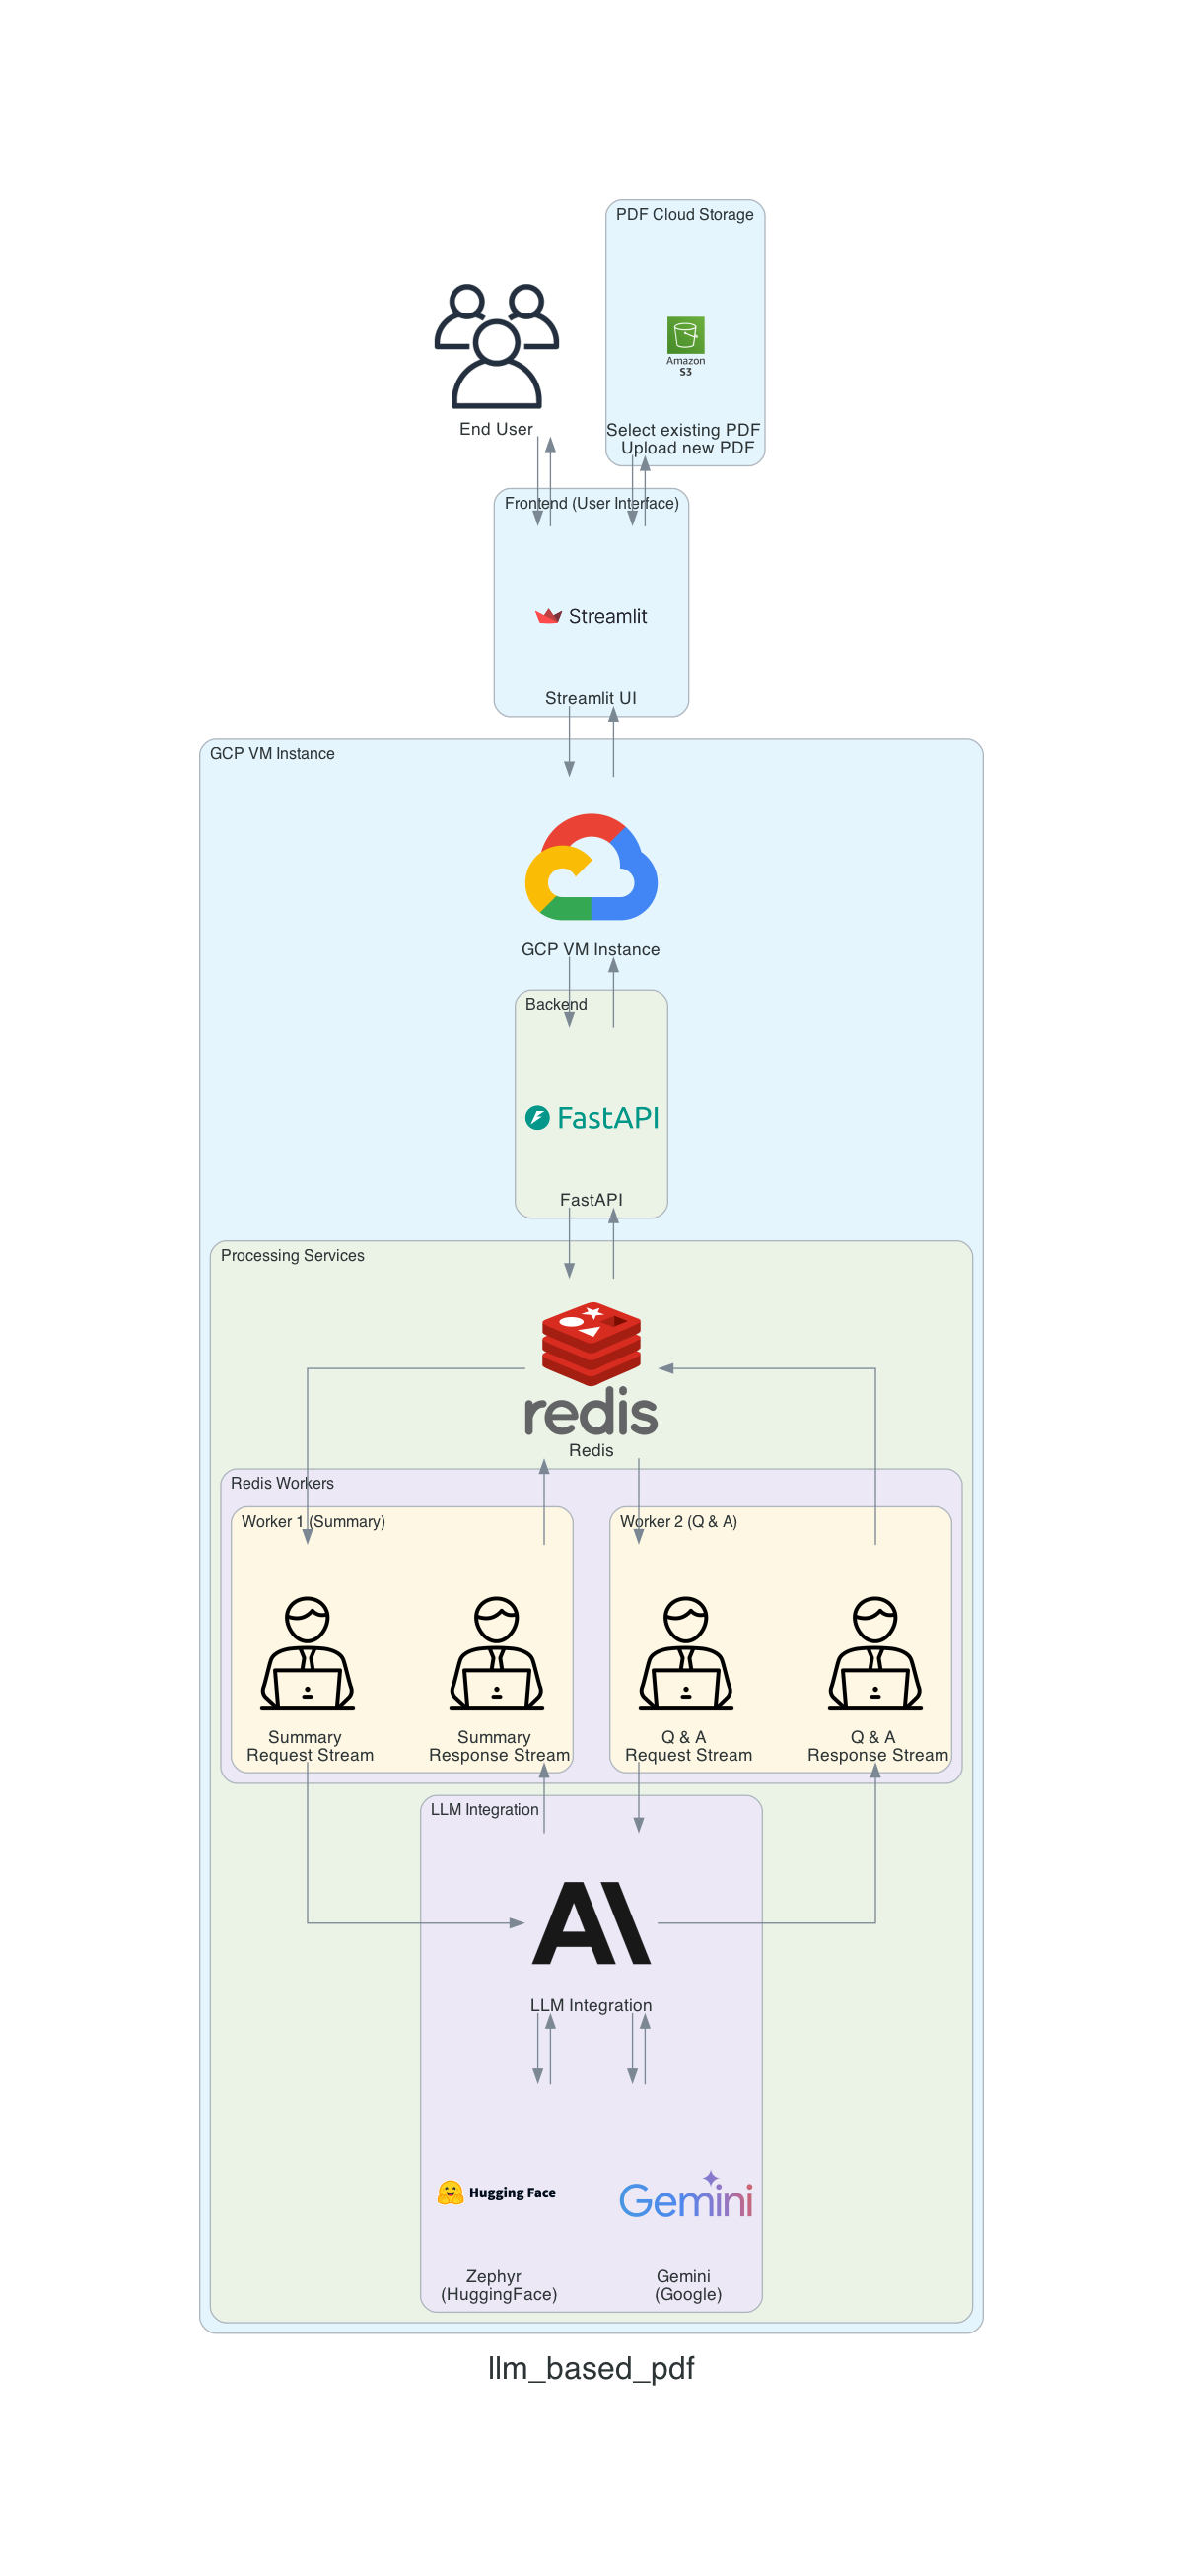 PDF Cloud Storage
Amazon
S3
End User
Select existing PDF
Upload new PDF
Frontend (User Interface)
Streamlit
Streamlit UI
GCP VM Instance
GCP VM Instance
Backend
FastAPI
FastAPI
Processing Services
redis
Redis
Redis Workers
Worker 1 (Summary)
Worker 2 (Q & A)
Summary
Request Stream
Summary
Response Stream
Q & A
Request Stream
Q & A
Response Stream
LLM Integration
AI
LLM Integration
Hugging Face
Gemini
Zephyr
(HuggingFace)
Gemini
(Google)
llm_based_pdf